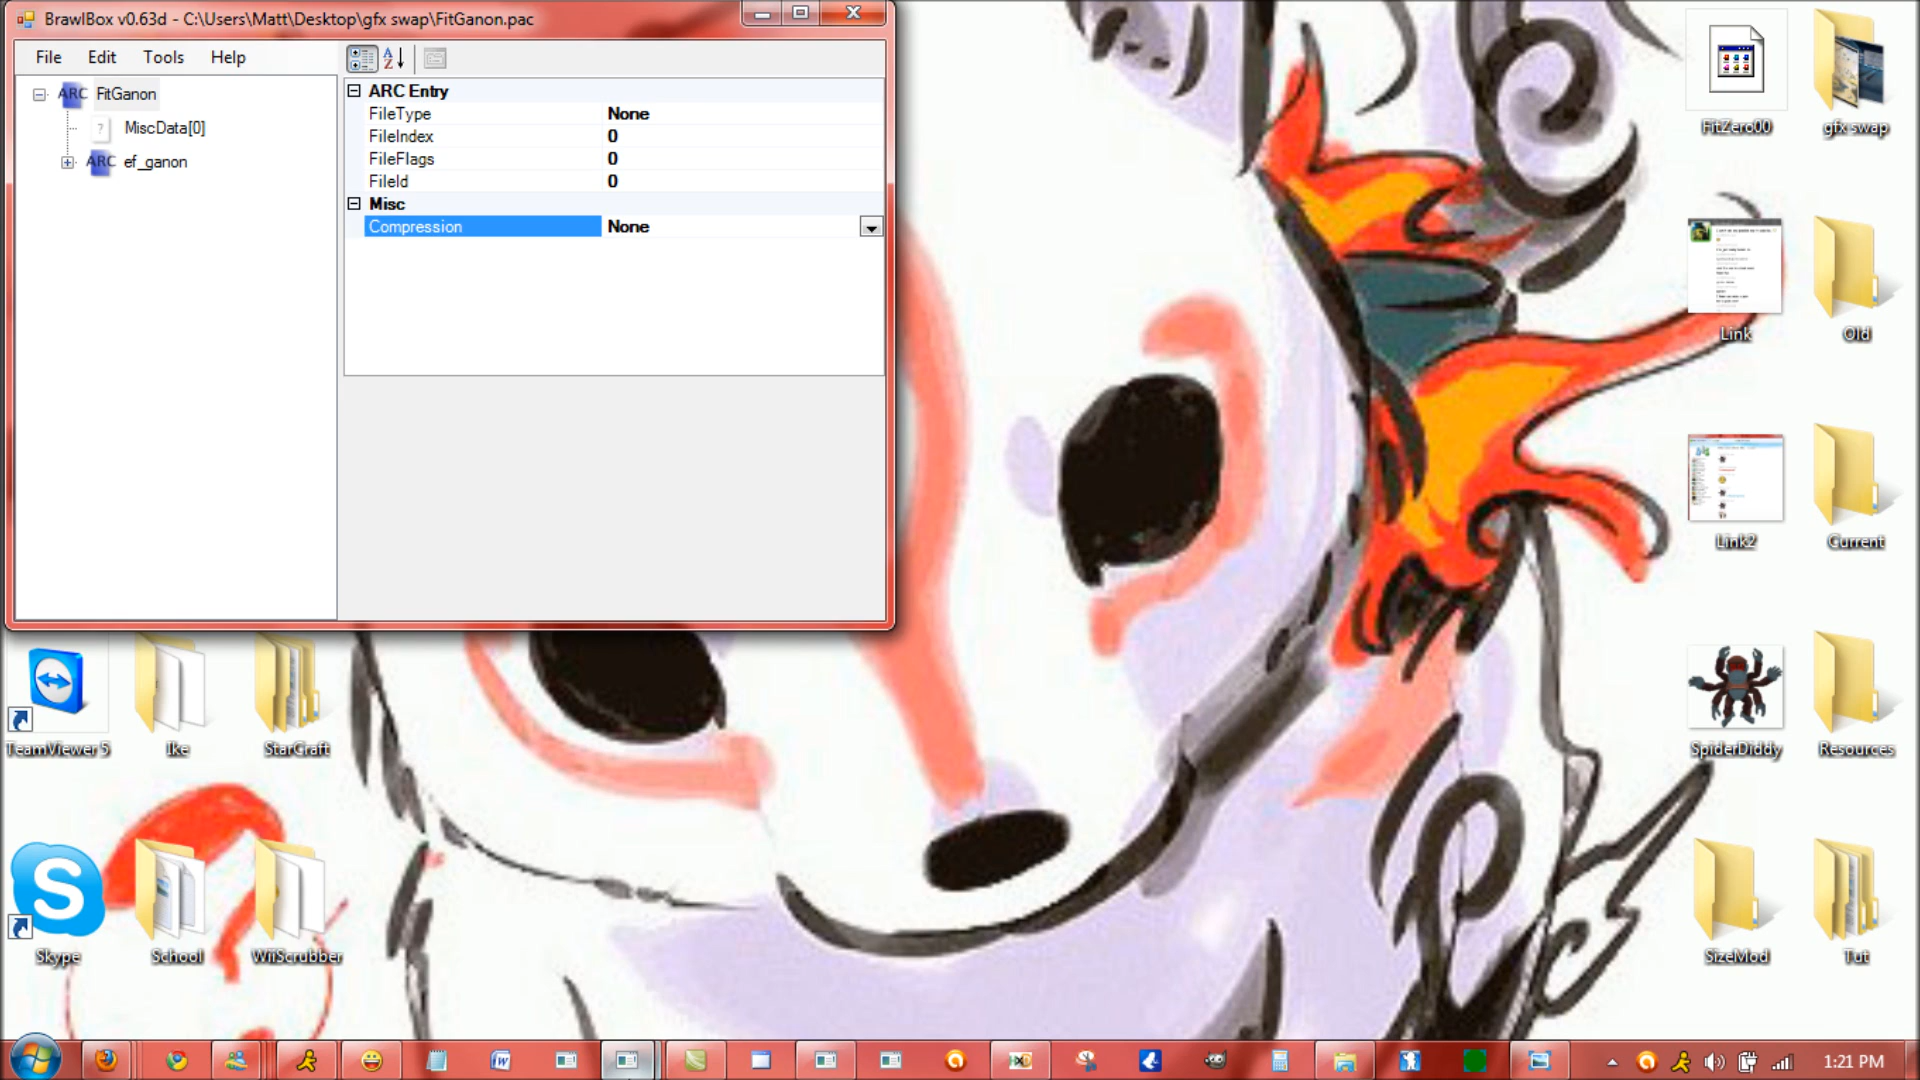 BrawlBox v0.63d - C:\Users\Matt\Desktop\gfx swap\FitGanon.pac
File Edit Tools Help
ARC FitGanon
MiscData[0]
ARC ef_ganon
ARC Entry
FileType None
FileIndex 0
FileFlags 0
FileId 0
Misc
Compression None
FitZero00
gfx swap
Link
Old
Link2
Current
TeamViewer 5
Ike
StarCraft
SpiderDiddy
Resources
Skype
School
WiiScrubber
SizeMod
Tut
1:21 PM